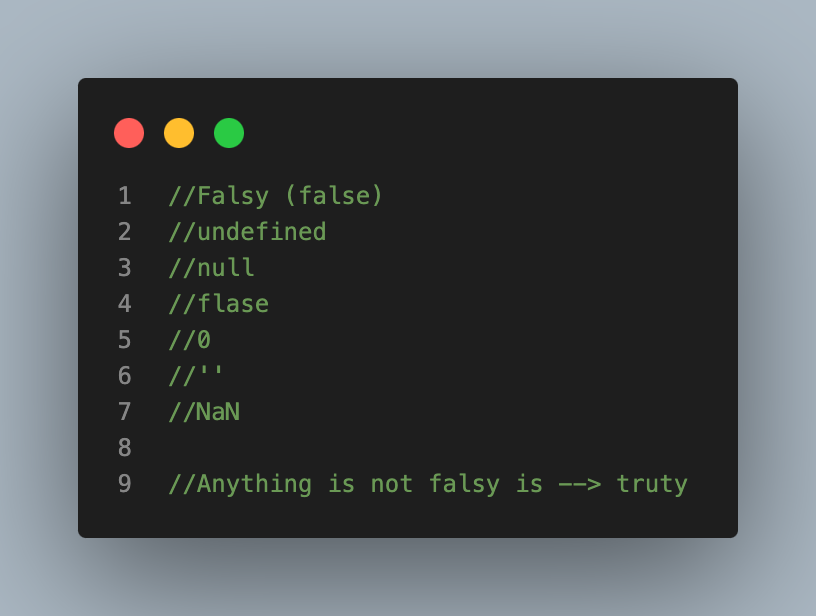 1 //Falsy (false)
2 //undefined
3 //null
4 //flase
5 //0
6 //''
7 //NaN
8
9 //Anything is not falsy is --> truty